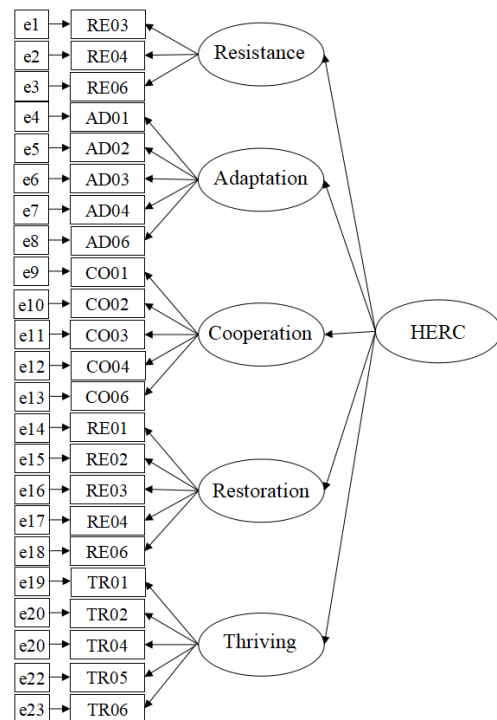 e1 RE03
e2 RE04
e3 RE06
Resistance
e4 AD01
e5 AD02
e6 AD03
e7 AD04
e8 AD06
Adaptation
e9 CO01
e10 CO02
e11 CO03
e12 CO04
e13 CO06
Cooperation
HERC
e14 RE01
e15 RE02
e16 RE03
e17 RE04
e18 RE06
Restoration
e19 TR01
e20 TR02
e20 TR04
e22 TR05
e23 TR06
Thriving